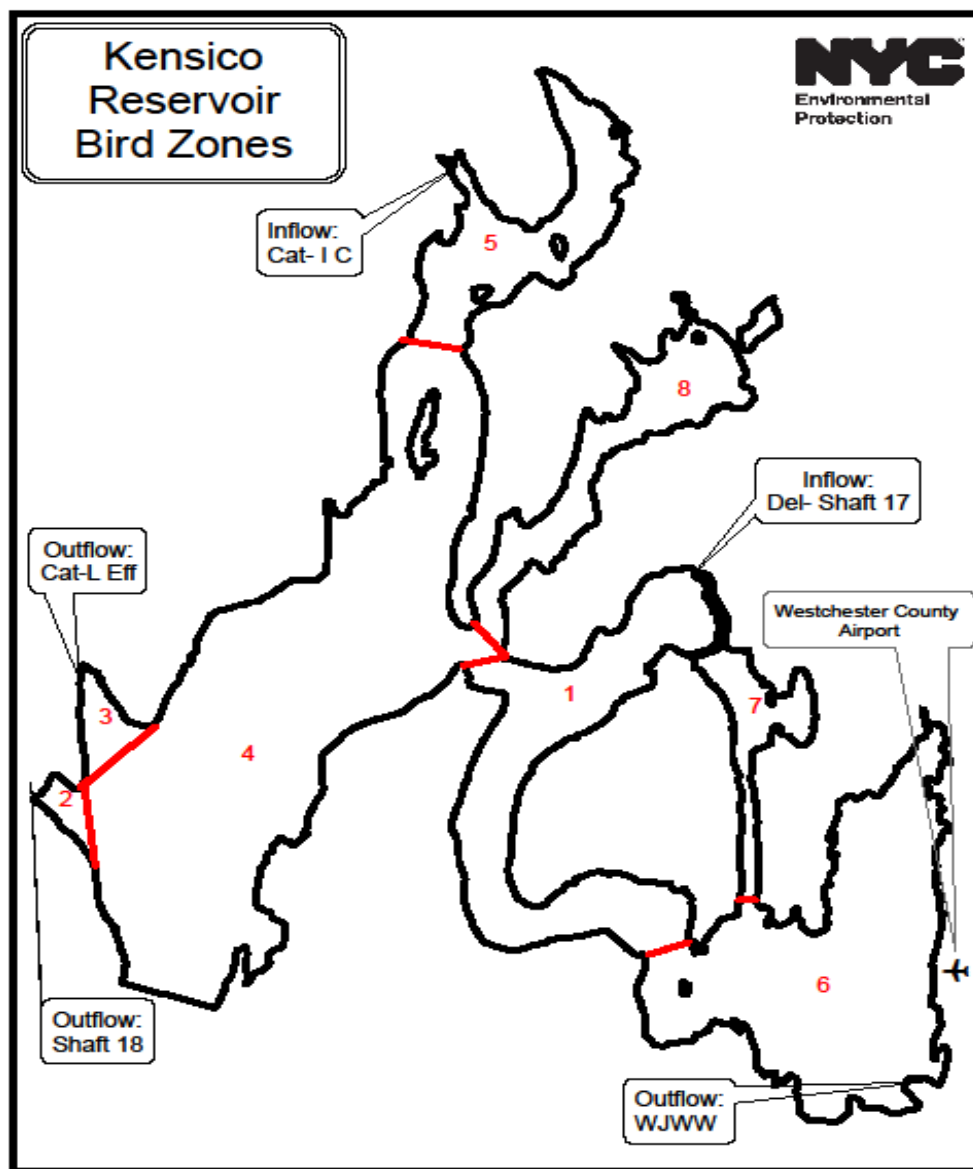 Kensico
Reservoir
Bird Zones
NYC
Environmental
Protection
Inflow:
Cat- I C
5
8
Inflow:
Del- Shaft 17
Outflow:
Cat-L Eff
Westchester County
Airport
1
7
3
4
2
6
Outflow:
Shaft 18
Outflow:
WJWW